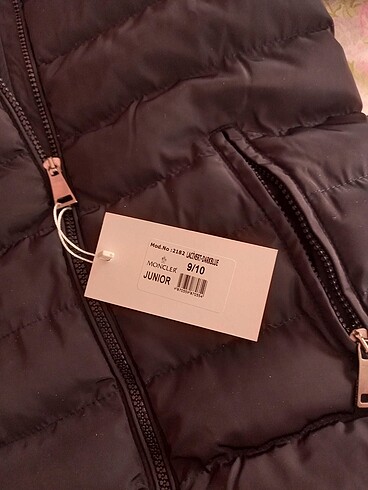 Mod.No :2182 LACIVERT-DARKBLUE
MONCLER 9/10
JUNIOR